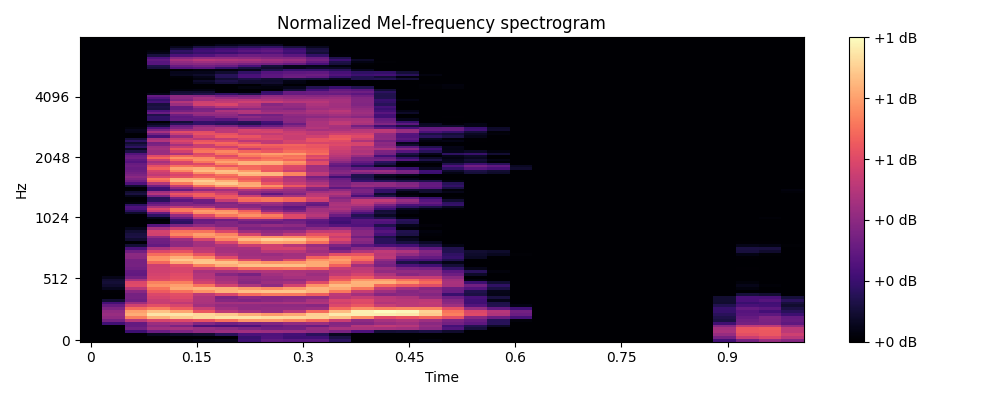 Normalized Mel-frequency spectrogram
Hz
4096
2048
1024
512
0
0 0.15 0.3 0.45 0.6 0.75 0.9
Time
+1 dB
+1 dB
+1 dB
+0 dB
+0 dB
+0 dB